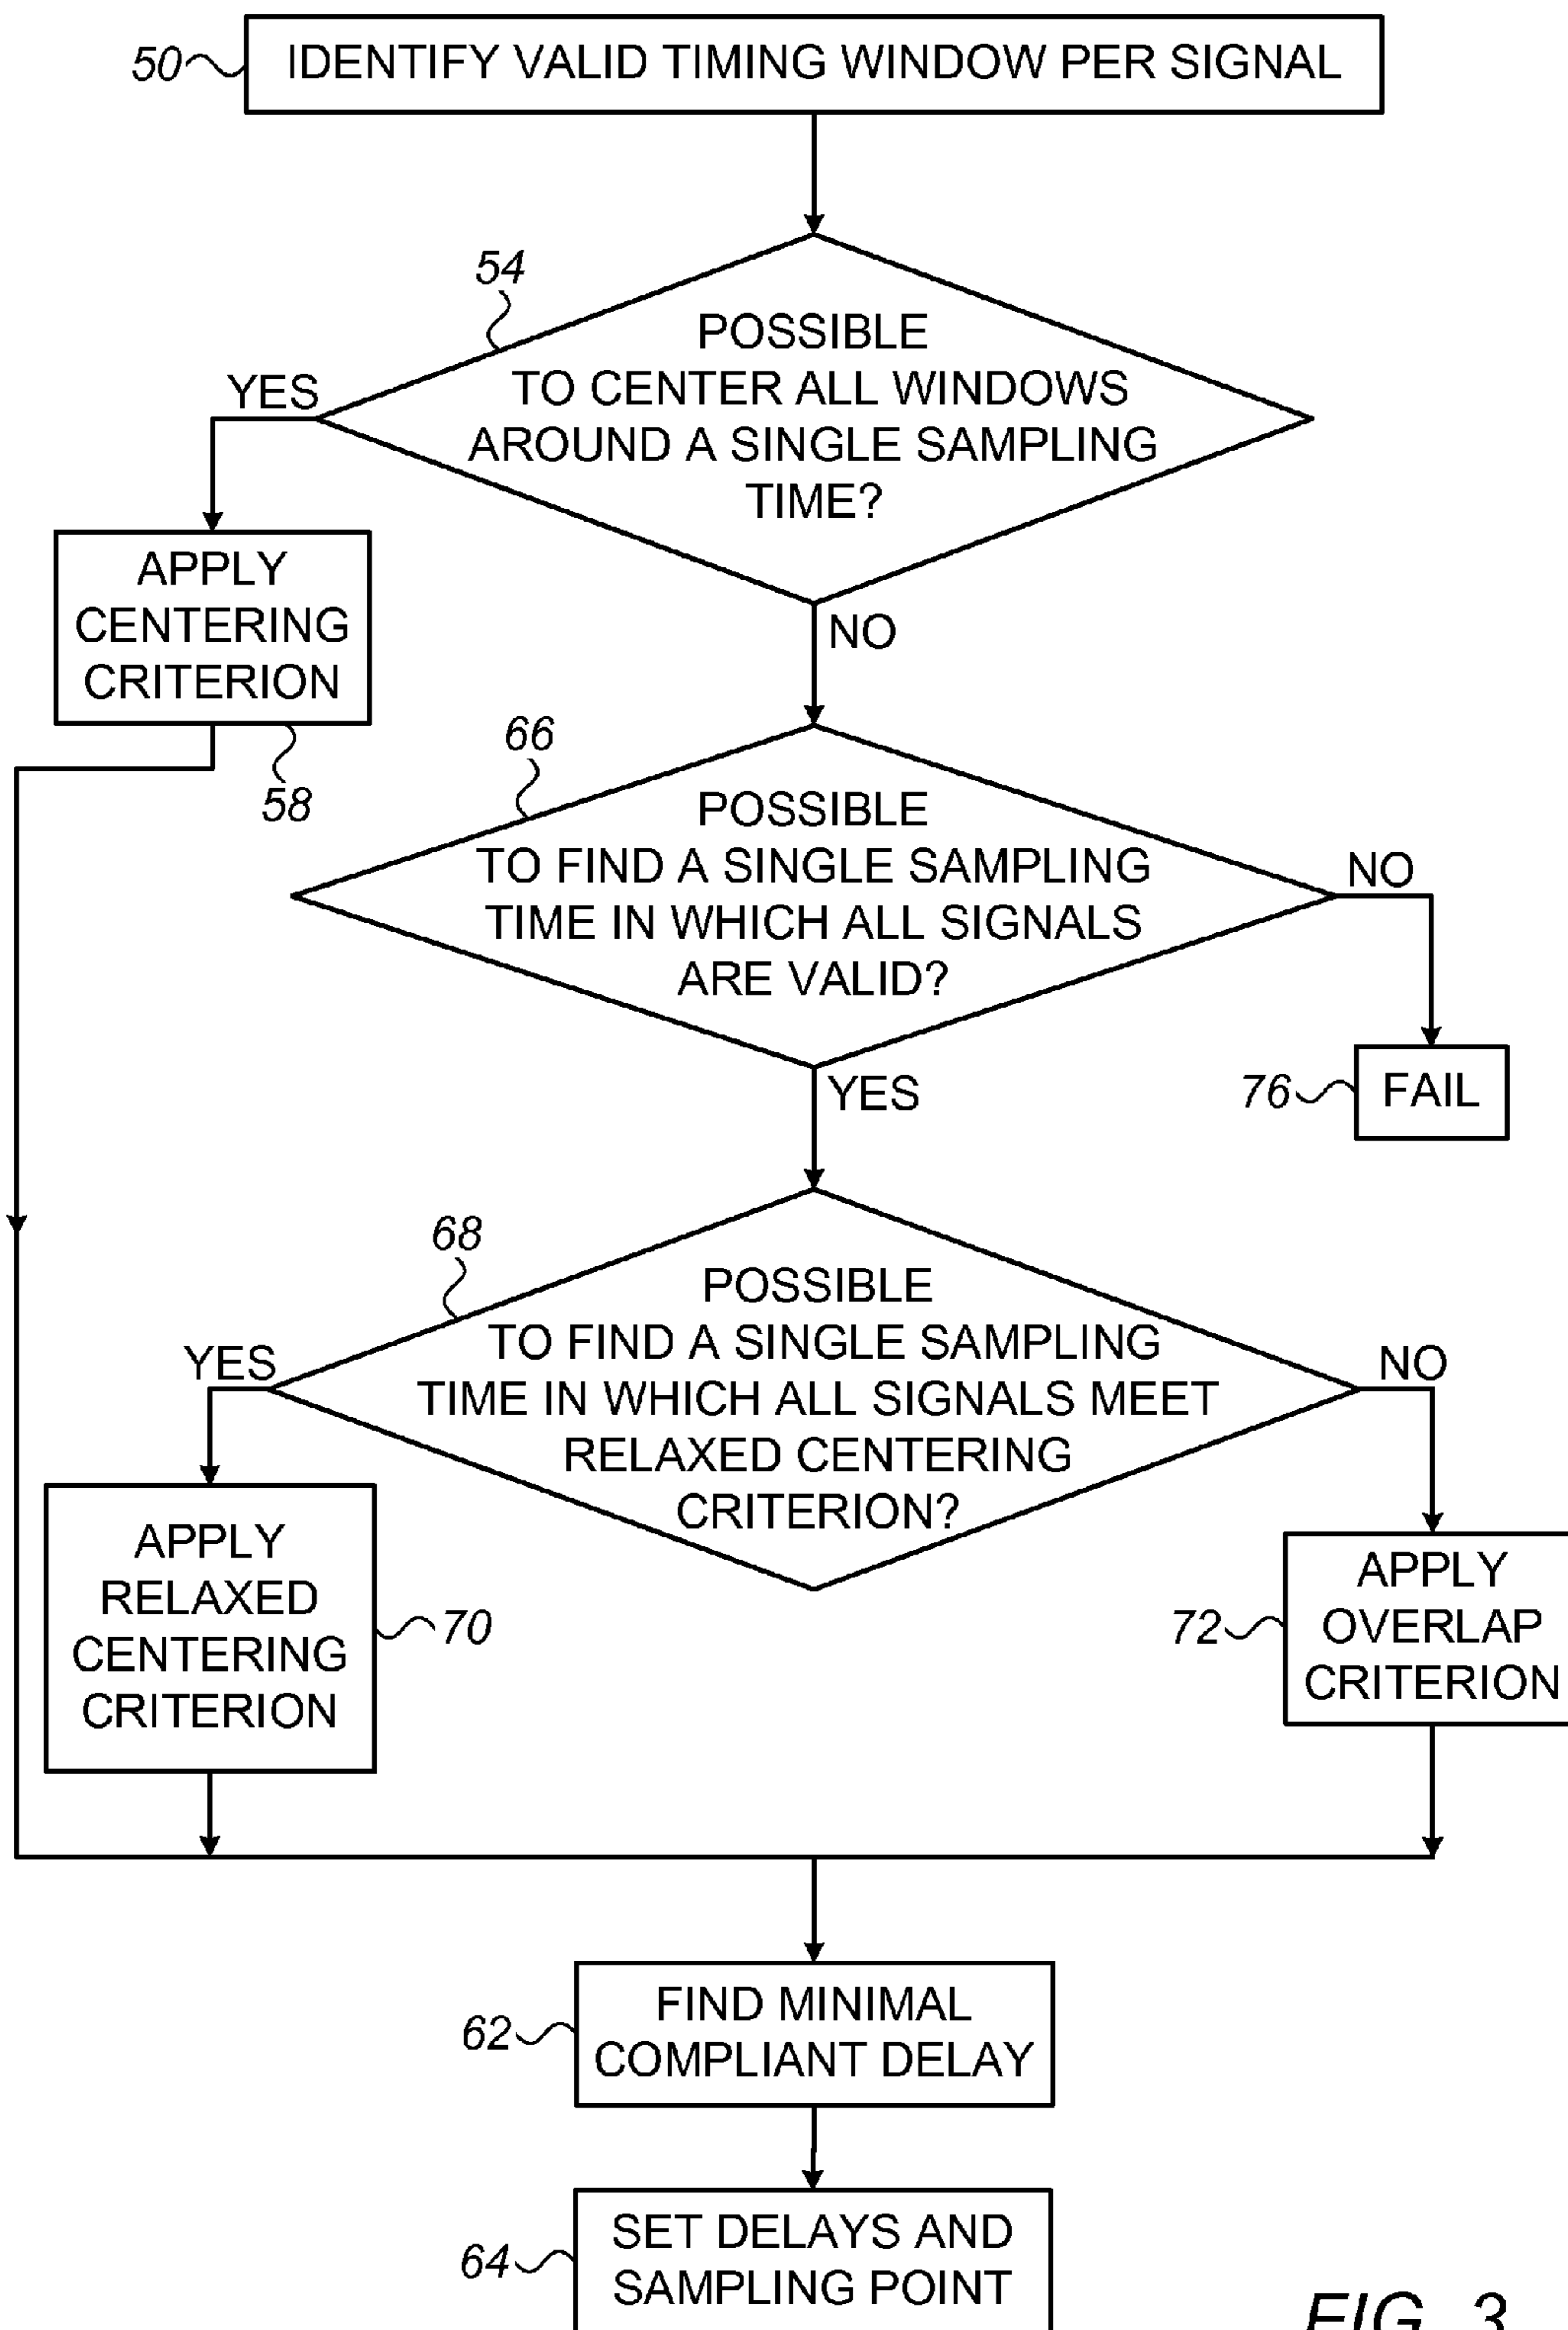 50
IDENTIFY VALID TIMING WINDOW PER SIGNAL
54
POSSIBLE
TO CENTER ALL WINDOWS
AROUND A SINGLE SAMPLING
TIME?
YES
NO
APPLY
CENTERING
CRITERION
58
66
POSSIBLE
TO FIND A SINGLE SAMPLING
TIME IN WHICH ALL SIGNALS
ARE VALID?
NO
YES
76
FAIL
68
POSSIBLE
TO FIND A SINGLE SAMPLING
TIME IN WHICH ALL SIGNALS MEET
RELAXED CENTERING
CRITERION?
YES
NO
APPLY
RELAXED
CENTERING
CRITERION
70
72
APPLY
OVERLAP
CRITERION
62
FIND MINIMAL
COMPLIANT DELAY
64
SET DELAYS AND
SAMPLING POINT
FIG. 3